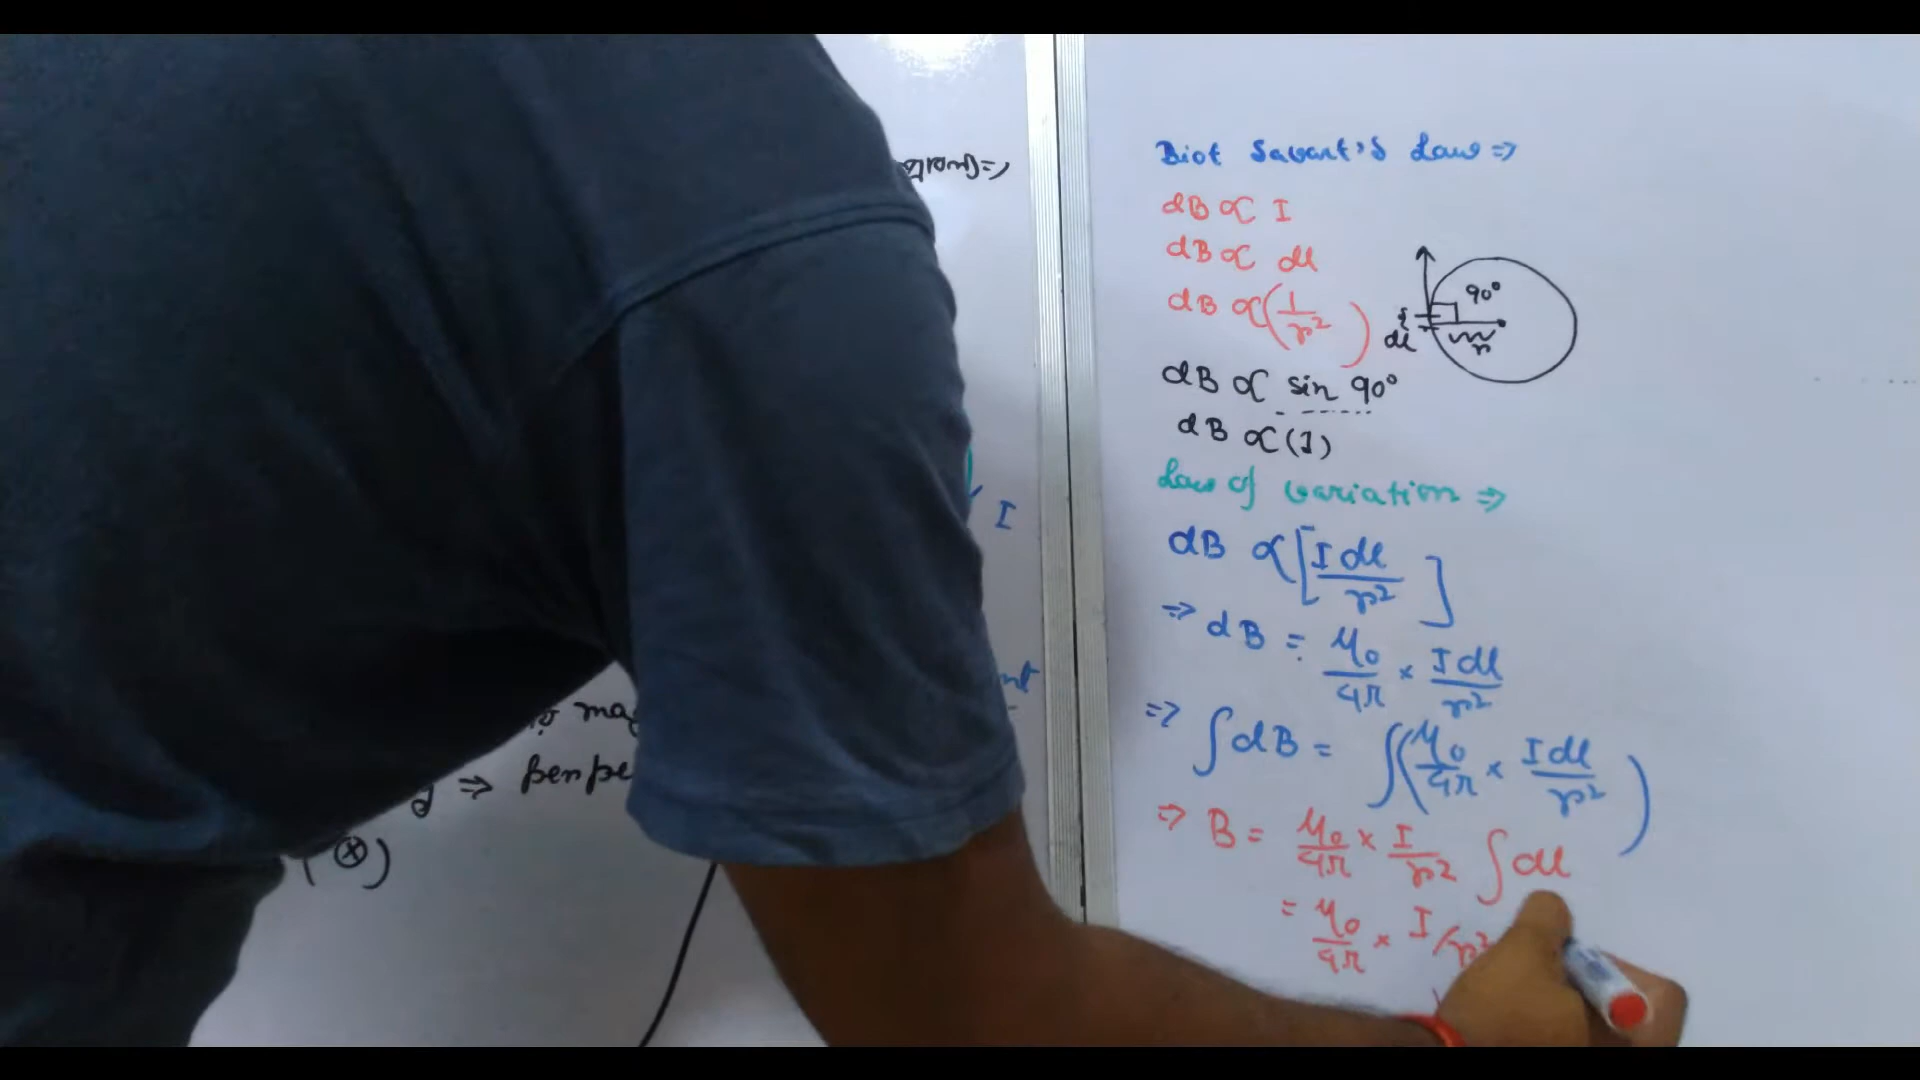 I
⇒ perpe
(⊗)
Biot Savart's Law ⇒
dB ∝ I
dB ∝ dl
dB ∝ (1/r²)
90°
dl
r
dB ∝ sin 90°
dB ∝ (1)
Law of variation ⇒
dB ∝ [I dl / r²]
⇒ dB = μ₀/4π × I dl/r²
⇒ ∫dB = ∫(μ₀/4π × I dl/r²)
⇒ B = μ₀/4π × I/r² ∫dl
= μ₀/4π × I/r²